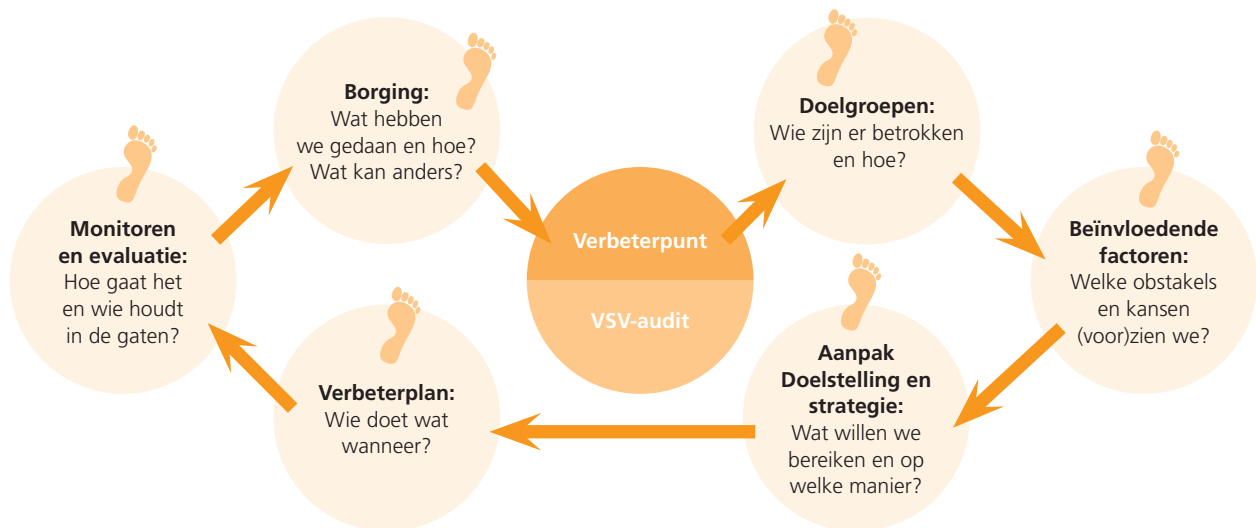 Borging:
Wat hebben
we gedaan en hoe?
Wat kan anders?
Doelgroepen:
Wie zijn er betrokken
en hoe?
Monitoren
en evaluatie:
Hoe gaat het
en wie houdt
in de gaten?
Verbeterpunt
VSV-audit
Beïnvloedende
factoren:
Welke obstakels
en kansen
(voor)zien we?
Verbeterplan:
Wie doet wat
wanneer?
Aanpak
Doelstelling en
strategie:
Wat willen we
bereiken en op
welke manier?